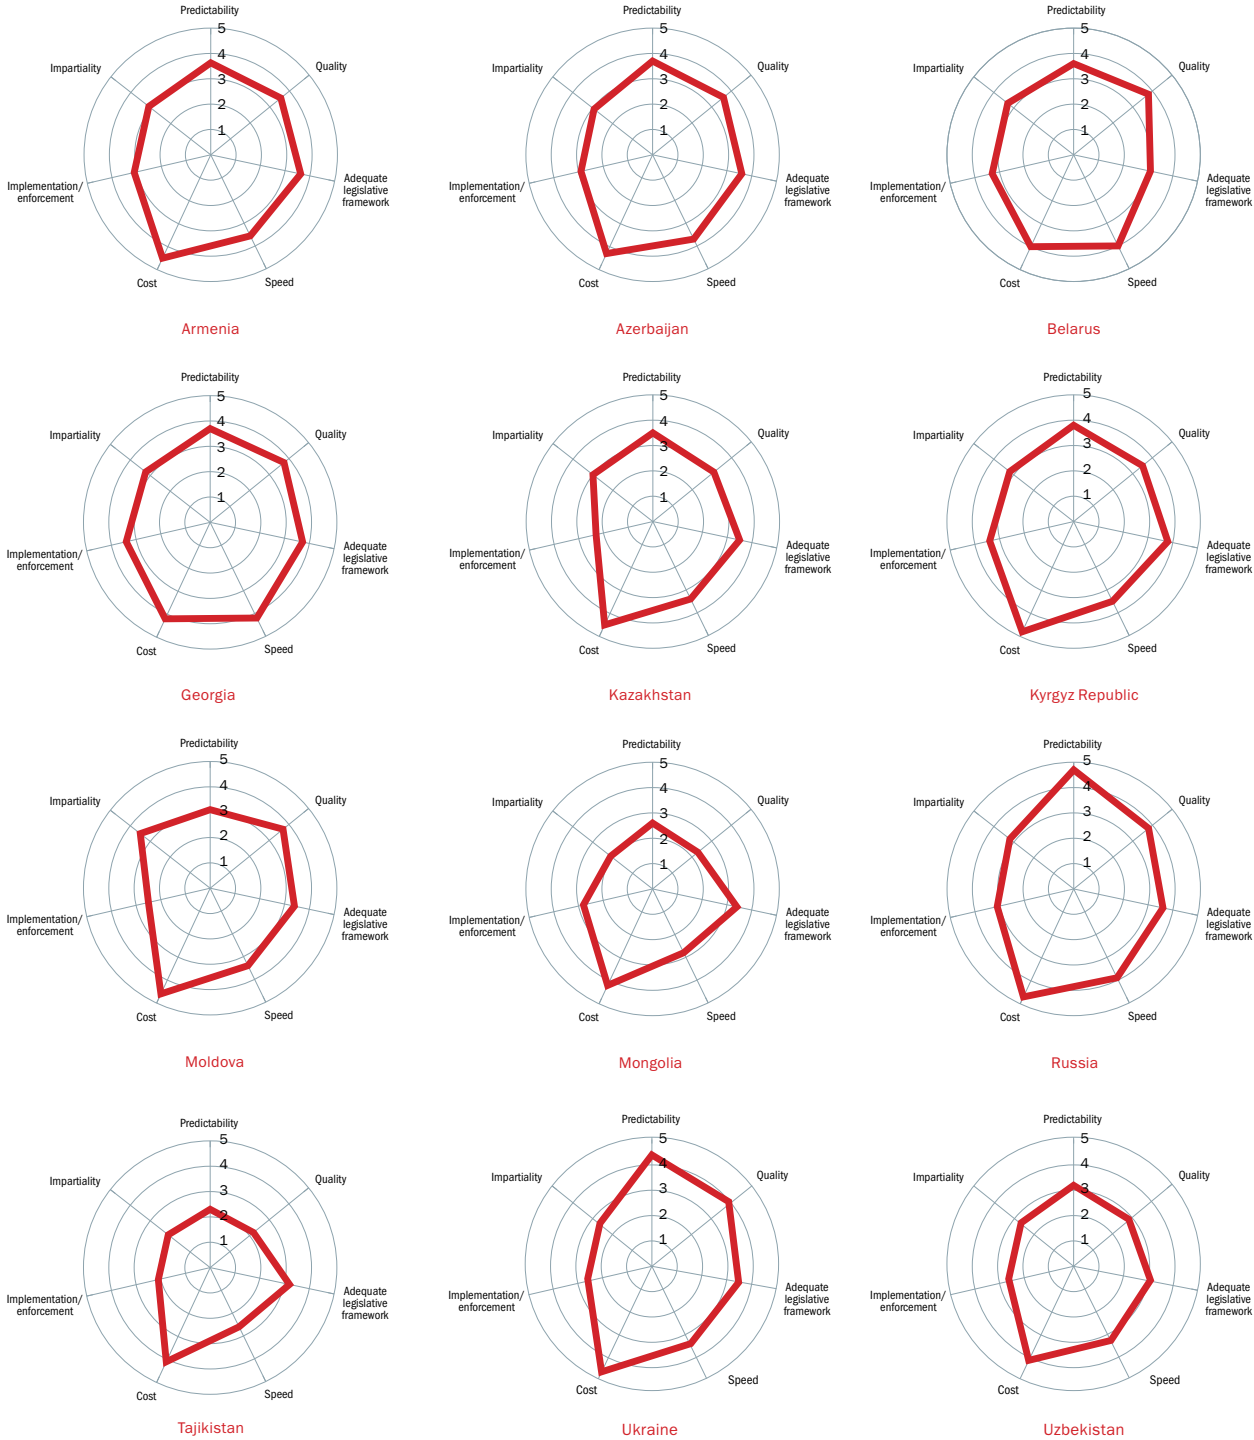 Predictability
5
4
3
2
1
Impartiality
Quality
Implementation/
enforcement
Adequate
legislative
framework
Cost
Speed
Armenia
Predictability
5
4
3
2
1
Impartiality
Quality
Implementation/
enforcement
Adequate
legislative
framework
Cost
Speed
Azerbaijan
Predictability
5
4
3
2
1
Impartiality
Quality
Implementation/
enforcement
Adequate
legislative
framework
Cost
Speed
Belarus
Predictability
5
4
3
2
1
Impartiality
Quality
Implementation/
enforcement
Adequate
legislative
framework
Cost
Speed
Georgia
Predictability
5
4
3
2
1
Impartiality
Quality
Implementation/
enforcement
Adequate
legislative
framework
Cost
Speed
Kazakhstan
Predictability
5
4
3
2
1
Impartiality
Quality
Implementation/
enforcement
Adequate
legislative
framework
Cost
Speed
Kyrgyz Republic
Predictability
5
4
3
2
1
Impartiality
Quality
Implementation/
enforcement
Adequate
legislative
framework
Cost
Speed
Moldova
Predictability
5
4
3
2
1
Impartiality
Quality
Implementation/
enforcement
Adequate
legislative
framework
Cost
Speed
Mongolia
Predictability
5
4
3
2
1
Impartiality
Quality
Implementation/
enforcement
Adequate
legislative
framework
Cost
Speed
Russia
Predictability
5
4
3
2
1
Impartiality
Quality
Implementation/
enforcement
Adequate
legislative
framework
Cost
Speed
Tajikistan
Predictability
5
4
3
2
1
Impartiality
Quality
Implementation/
enforcement
Adequate
legislative
framework
Cost
Speed
Ukraine
Predictability
5
4
3
2
1
Impartiality
Quality
Implementation/
enforcement
Adequate
legislative
framework
Cost
Speed
Uzbekistan